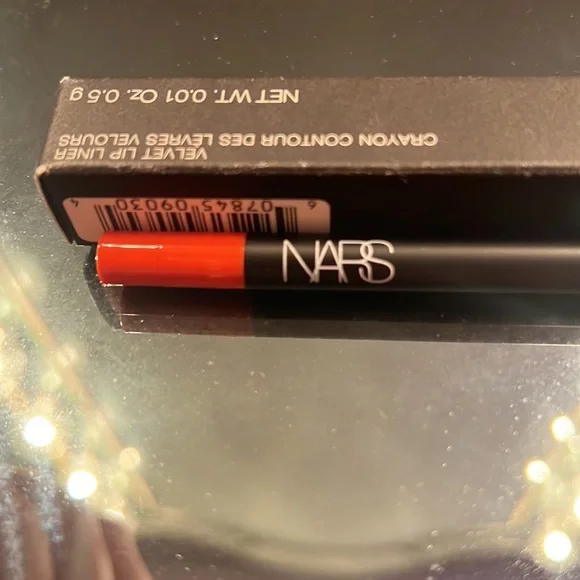 VELVET LIP LINER
CRAYON CONTOUR DES LÈVRES VELOURS
NET WT. 0.01 Oz. 0.5 g
6 07845 09030 4
NARS